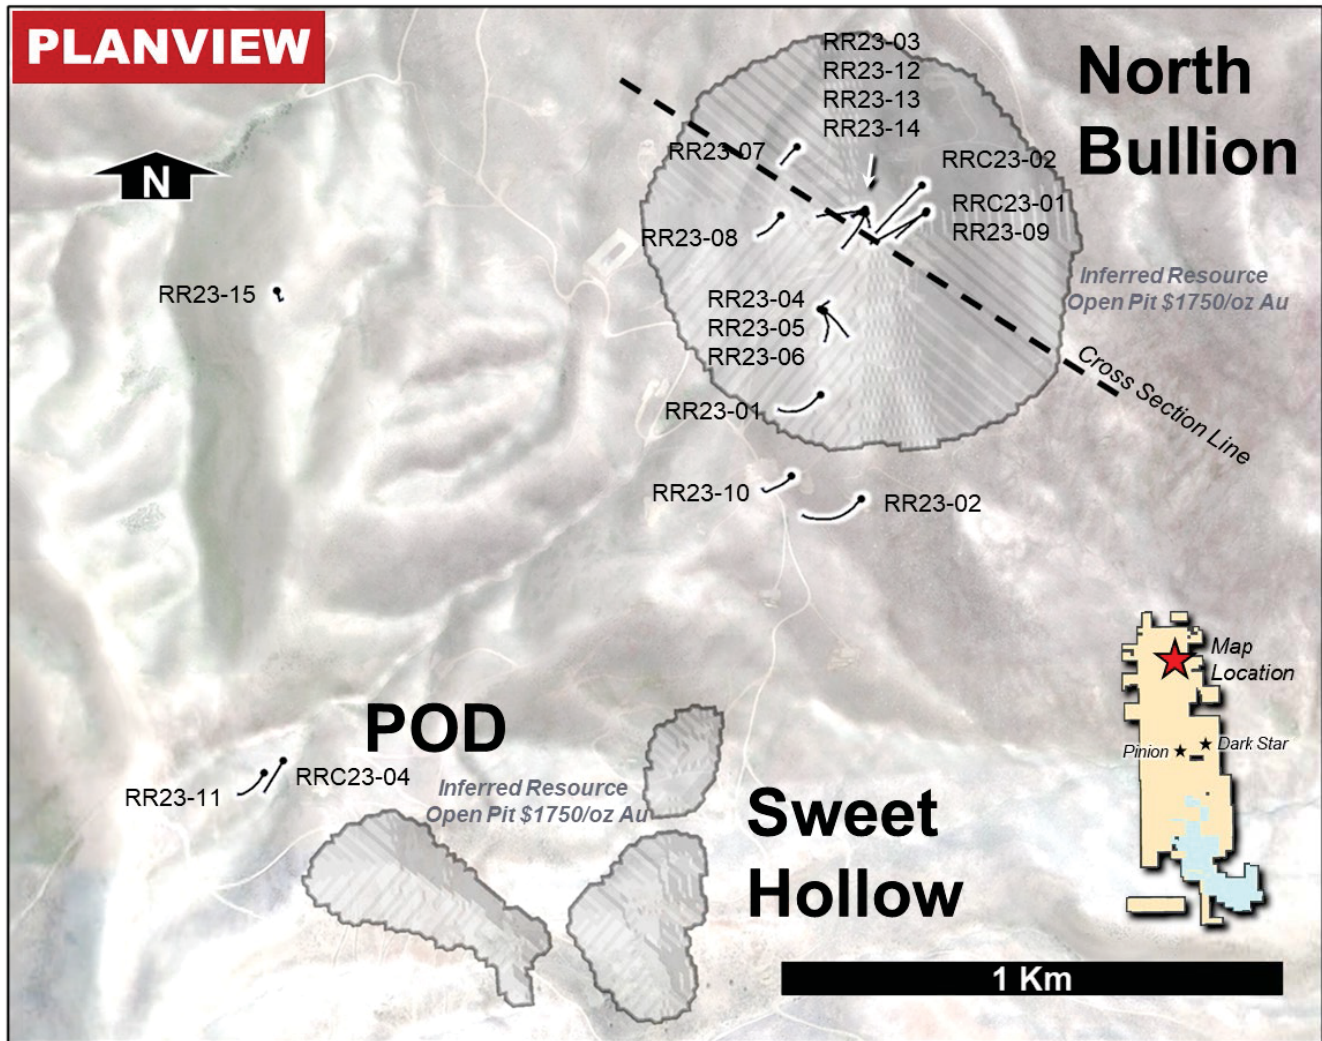 PLANVIEW
N
RR23-03
RR23-12
RR23-13
RR23-14
North
Bullion
RR23-07
RRC23-02
RRC23-01
RR23-09
RR23-08
Inferred Resource
Open Pit $1750/oz Au
RR23-15
RR23-04
RR23-05
RR23-06
Cross Section Line
RR23-01
RR23-10
RR23-02
Map
Location
Pinion
Dark Star
POD
RR23-11
RRC23-04
Inferred Resource
Open Pit $1750/oz Au
Sweet
Hollow
1 Km